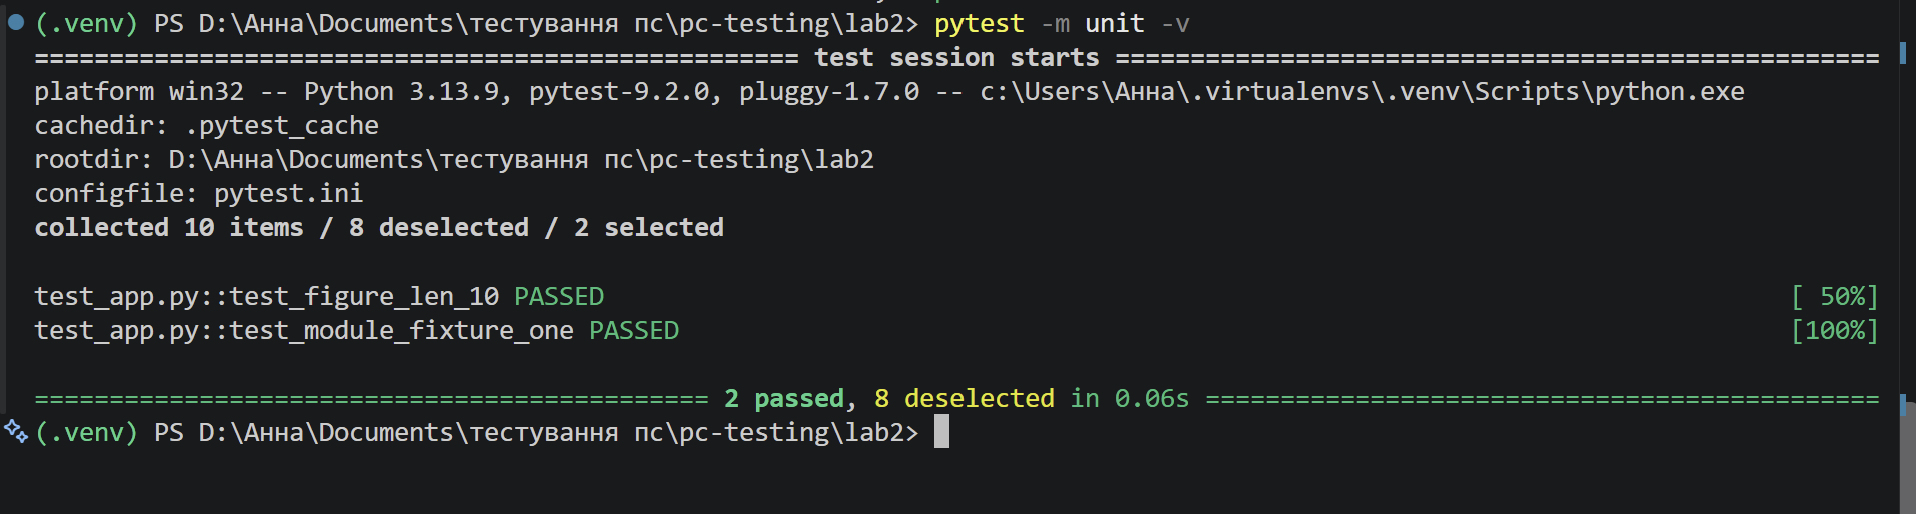 (.venv) PS D:\Анна\Documents\тестування пс\pc-testing\lab2> pytest -m unit -v
=================================================== test session starts ===================================================
platform win32 -- Python 3.13.9, pytest-9.2.0, pluggy-1.7.0 -- c:\Users\Анна\.virtualenvs\.venv\Scripts\python.exe
cachedir: .pytest_cache
rootdir: D:\Анна\Documents\тестування пс\pc-testing\lab2
configfile: pytest.ini
collected 10 items / 8 deselected / 2 selected
test_app.py::test_figure_len_10 PASSED [ 50%]
test_app.py::test_module_fixture_one PASSED [100%]
============================================= 2 passed, 8 deselected in 0.06s =============================================
(.venv) PS D:\Анна\Documents\тестування пс\pc-testing\lab2>